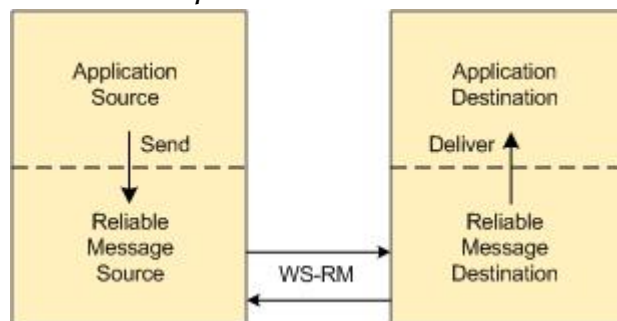 Application
Source
Send
Reliable
Message
Source
WS-RM
Application
Destination
Deliver
Reliable
Message
Destination